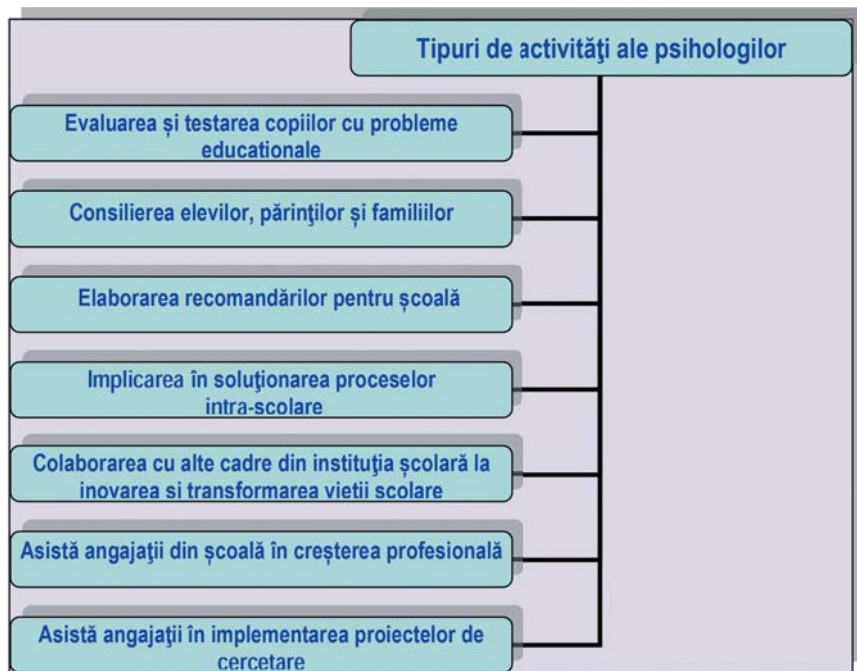 Tipuri de activităţi ale psihologilor
Evaluarea și testarea copiilor cu probleme
educationale
Consilierea elevilor, părinţilor și familiilor
Elaborarea recomandărilor pentru școală
Implicarea în soluţionarea proceselor
intra-scolare
Colaborarea cu alte cadre din instituţia școlară la
inovarea si transformarea vietii scolare
Asistă angajaţii din școală în creșterea profesională
Asistă angajaţii în implementarea proiectelor de
cercetare